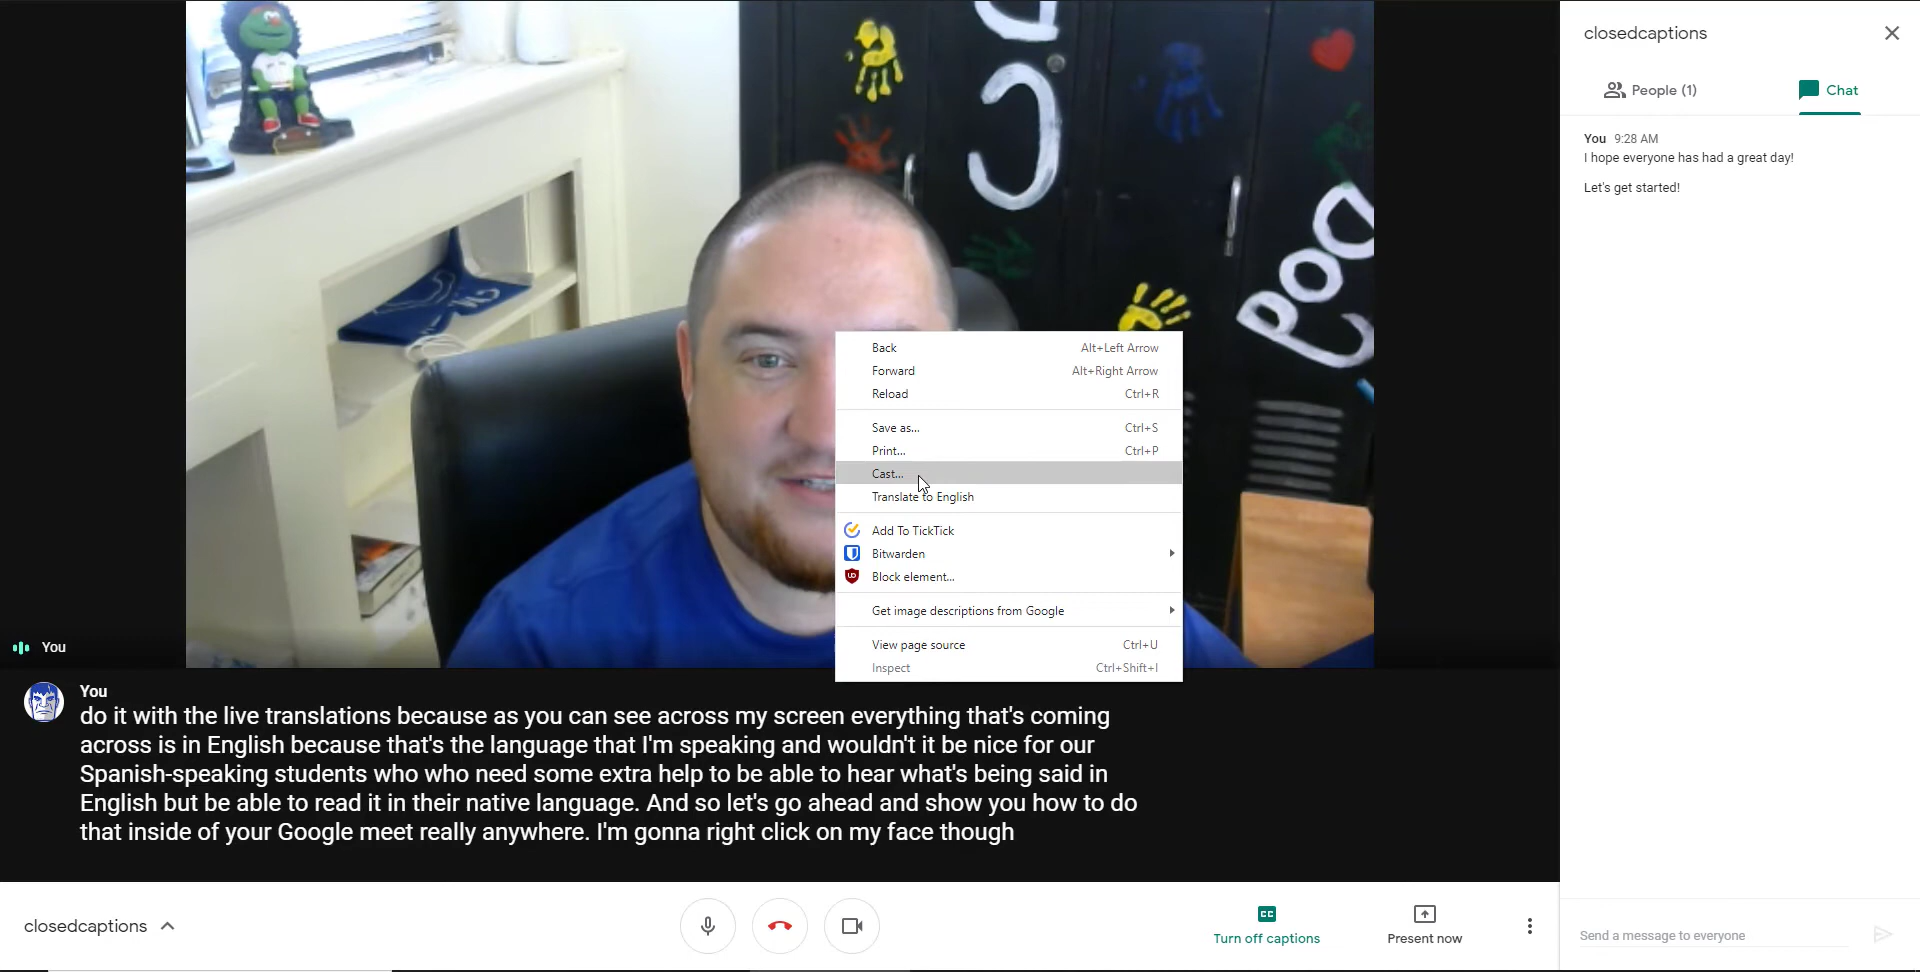 closedcaptions
People (1)
Chat
You 9:28 AM
I hope everyone has had a great day!
Let's get started!
Back Alt+Left Arrow
Forward Alt+Right Arrow
Reload Ctrl+R
Save as... Ctrl+S
Print... Ctrl+P
Cast...
Translate to English
Add To TickTick
Bitwarden
Block element...
Get image descriptions from Google
View page source Ctrl+U
Inspect Ctrl+Shift+I
You
You
do it with the live translations because as you can see across my screen everything that's coming
across is in English because that's the language that I'm speaking and wouldn't it be nice for our
Spanish-speaking students who who need some extra help to be able to hear what's being said in
English but be able to read it in their native language. And so let's go ahead and show you how to do
that inside of your Google meet really anywhere. I'm gonna right click on my face though
closedcaptions
Turn off captions
Present now
Send a message to everyone